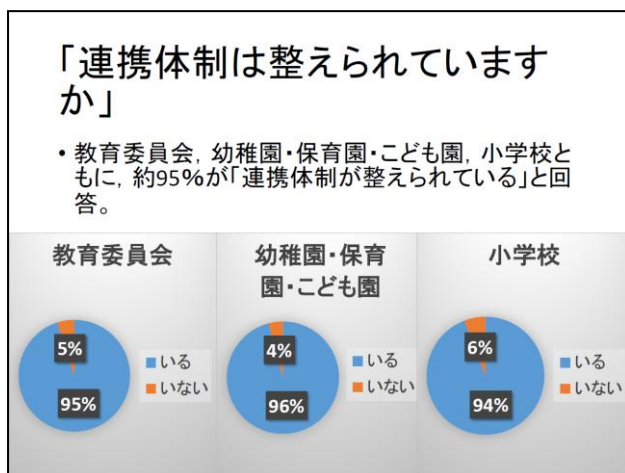 「連携体制は整えられています
か」
• 教育委員会，幼稚園・保育園・こども園，小学校と
もに，約95％が「連携体制が整えられている」と回
答。
教育委員会
5%
95%
いる
いない
幼稚園・保育
園・こども園
4%
96%
いる
いない
小学校
6%
94%
いる
いない